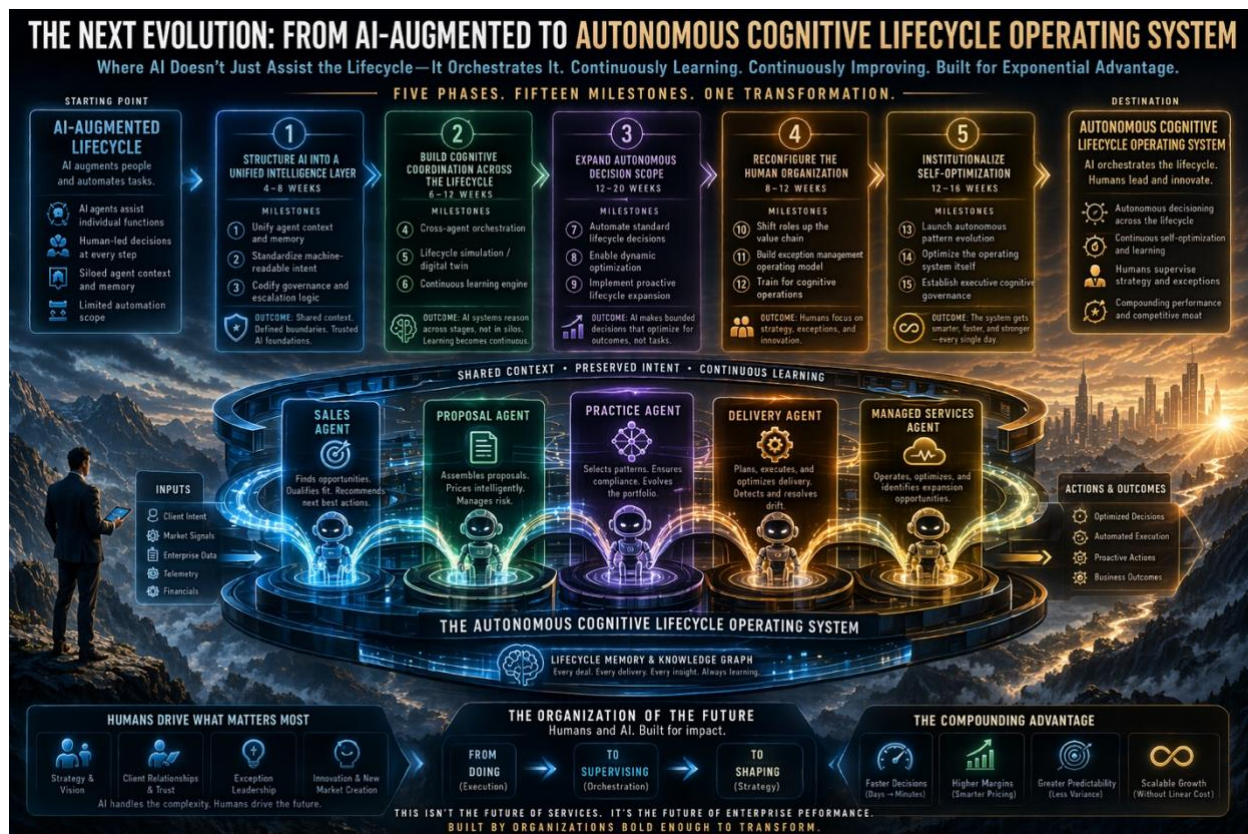 THE NEXT EVOLUTION: FROM AI-AUGMENTED TO AUTONOMOUS COGNITIVE LIFECYCLE OPERATING SYSTEM
Where AI Doesn't Just Assist the Lifecycle—It Orchestrates It. Continuously Learning. Continuously Improving. Built for Exponential Advantage.
FIVE PHASES. FIFTEEN MILESTONES. ONE TRANSFORMATION.
STARTING POINT
AI-AUGMENTED
LIFECYCLE
AI augments people
and automates tasks.
AI agents assist
individual functions
Human-led decisions
at every step
Siloed agent context
and memory
Limited automation
scope
1
STRUCTURE AI INTO A
UNIFIED INTELLIGENCE LAYER
4–8 WEEKS
MILESTONES
1 Unify agent context
and memory
2 Standardize machine-
readable intent
3 Codify governance and
escalation logic
OUTCOME: Shared context.
Defined boundaries. Trusted
AI foundations.
2
BUILD COGNITIVE
COORDINATION ACROSS
THE LIFECYCLE
6–12 WEEKS
MILESTONES
4 Cross-agent orchestration
5 Lifecycle simulation /
digital twin
6 Continuous learning engine
OUTCOME: AI systems reason
across stages, not in silos.
Learning becomes continuous.
3
EXPAND AUTONOMOUS
DECISION SCOPE
12–20 WEEKS
MILESTONES
7 Automate standard
lifecycle decisions
8 Enable dynamic
optimization
9 Implement proactive
lifecycle expansion
OUTCOME: AI makes bounded
decisions that optimize for
outcomes, not tasks.
4
RECONFIGURE THE
HUMAN ORGANIZATION
8–12 WEEKS
MILESTONES
10 Shift roles up the
value chain
11 Build exception management
operating model
12 Train for cognitive
operations
OUTCOME: Humans focus on
strategy, exceptions, and
innovation.
5
INSTITUTIONALIZE
SELF-OPTIMIZATION
12–16 WEEKS
MILESTONES
13 Launch autonomous
pattern evolution
14 Optimize the operating
system itself
15 Establish executive cognitive
governance
OUTCOME: The system gets
smarter, faster, and stronger
—every single day.
DESTINATION
AUTONOMOUS COGNITIVE
LIFECYCLE OPERATING SYSTEM
AI orchestrates the lifecycle.
Humans lead and innovate.
Autonomous decisioning
across the lifecycle
Continuous self-optimization
and learning
Humans supervise
strategy and exceptions
Compounding performance
and competitive moat
SHARED CONTEXT • PRESERVED INTENT • CONTINUOUS LEARNING
INPUTS
Client Intent
Market Signals
Enterprise Data
Telemetry
Financials
SALES
AGENT
Finds opportunities.
Qualifies fit. Recommends
next best actions.
PROPOSAL AGENT
Assembles proposals.
Prices intelligently.
Manages risk.
PRACTICE AGENT
Selects patterns. Ensures
compliance. Evolves
the portfolio.
DELIVERY AGENT
Plans, executes, and
optimizes delivery.
Detects and resolves
drift.
MANAGED SERVICES
AGENT
Operates, optimizes, and
identifies expansion
opportunities.
ACTIONS & OUTCOMES
Optimized Decisions
Automated Execution
Proactive Actions
Business Outcomes
THE AUTONOMOUS COGNITIVE LIFECYCLE OPERATING SYSTEM
LIFECYCLE MEMORY & KNOWLEDGE GRAPH
Every deal. Every delivery. Every insight. Always learning.
HUMANS DRIVE WHAT MATTERS MOST
Strategy &
Vision
Client Relationships
& Trust
Exception
Leadership
Innovation & New
Market Creation
AI handles the complexity. Humans drive the future.
THE ORGANIZATION OF THE FUTURE
Humans and AI. Built for impact.
FROM
DOING
(Execution)
TO
SUPERVISING
(Orchestration)
TO
SHAPING
(Strategy)
THE COMPOUNDING ADVANTAGE
Faster Decisions
(Days → Minutes)
Higher Margins
(Smarter Pricing)
Greater Predictability
(Less Variance)
Scalable Growth
(Without Linear Cost)
THIS ISN'T THE FUTURE OF SERVICES. IT'S THE FUTURE OF ENTERPRISE PEFORMANCE.
BUILT BY ORGANIZATIONS BOLD ENOUGH TO TRANSFORM.